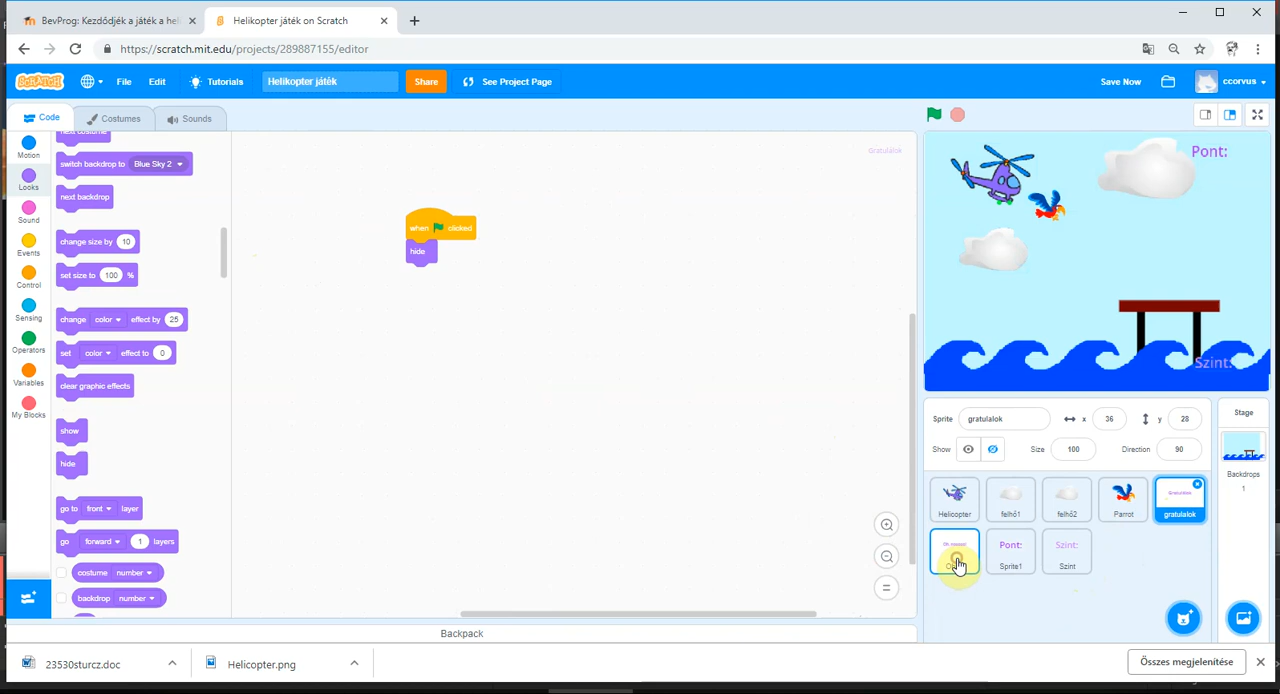 BevProg: Kezdődjék a játék a heli
Helikopter játék on Scratch
https://scratch.mit.edu/projects/289887155/editor
SCRATCH
File
Edit
Tutorials
Helikopter játék
Share
See Project Page
Save Now
ccorvus
Code
Costumes
Sounds
Motion
Looks
Sound
Events
Control
Sensing
Operators
Variables
My Blocks
next costume
switch backdrop to Blue Sky 2
next backdrop
change size by 10
set size to 100 %
change color effect by 25
set color effect to 0
clear graphic effects
show
hide
go to front layer
go forward 1 layers
costume number
backdrop number
when clicked
hide
Gratulálok
Pont:
Szint:
Sprite gratulalok x 36 y 28
Show Size 100 Direction 90
Helicopter
felhő1
felhő2
Parrot
Gratulálok
gratulalok
Pont:
Sprite1
Szint:
Szint
Stage
Backdrops
1
Backpack
23530sturcz.doc
Helicopter.png
Összes megjelenítése